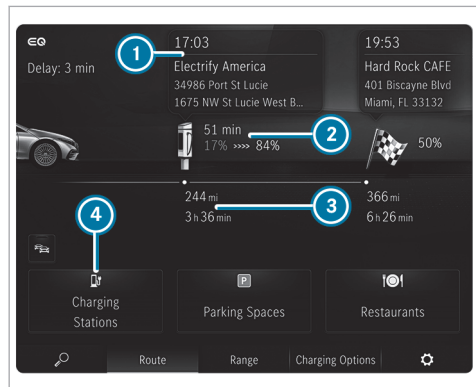 EQ
Delay: 3 min
17:03
Electrify America
34986 Port St Lucie
1675 NW St Lucie West B...
19:53
Hard Rock CAFE
401 Biscayne Blvd
Miami, FL 33132
1
51 min
17% »»» 84%
2
50%
244 mi
3 h 36 min
3
366 mi
6 h 26 min
4
Charging
Stations
P
Parking Spaces
Restaurants
Route
Range
Charging Options